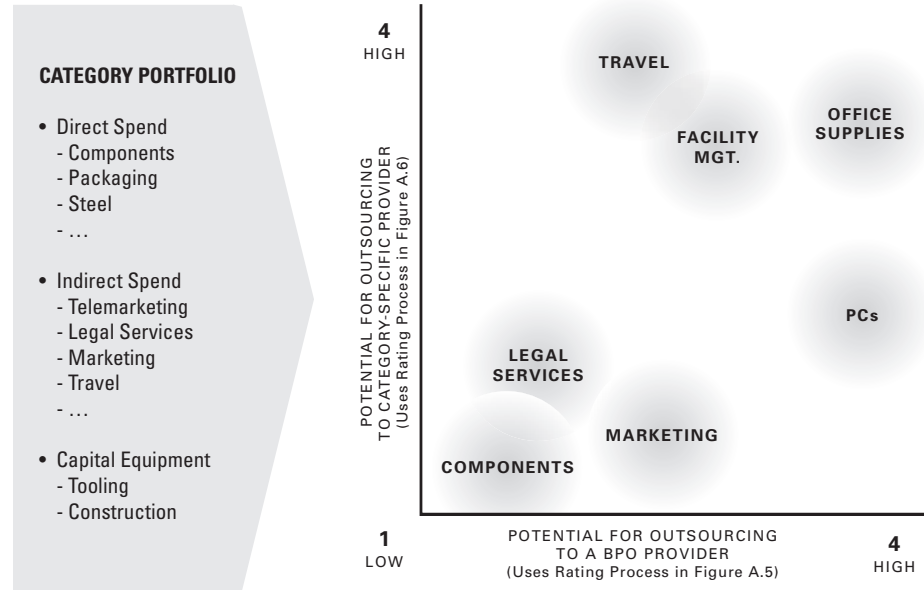 CATEGORY PORTFOLIO
• Direct Spend
- Components
- Packaging
- Steel
- …
• Indirect Spend
- Telemarketing
- Legal Services
- Marketing
- Travel
- …
• Capital Equipment
- Tooling
- Construction
4
HIGH
POTENTIAL FOR OUTSOURCING
TO CATEGORY-SPECIFIC PROVIDER
(Uses Rating Process in Figure A.6)
TRAVEL
FACILITY
MGT.
OFFICE
SUPPLIES
PCs
LEGAL
SERVICES
MARKETING
COMPONENTS
1
LOW
POTENTIAL FOR OUTSOURCING
TO A BPO PROVIDER
(Uses Rating Process in Figure A.5)
4
HIGH